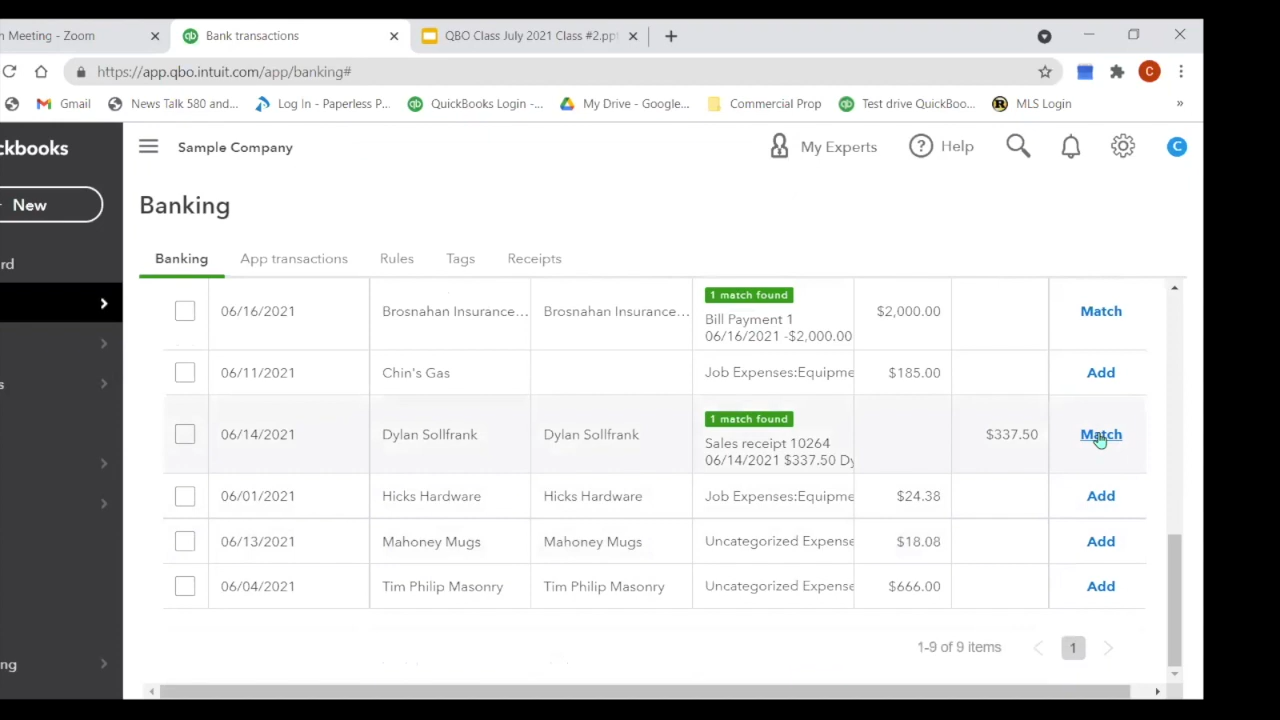 n Meeting - Zoom
Bank transactions
QBO Class July 2021 Class #2.ppt
https://app.qbo.intuit.com/app/banking#
C
Gmail
News Talk 580 and...
Log In - Paperless P...
QuickBooks Login -...
My Drive - Google...
Commercial Prop
Test drive QuickBoo...
MLS Login
»
ckbooks
Sample Company
My Experts
Help
C
New
Banking
Banking
App transactions
Rules
Tags
Receipts
rd
s
ng
1 match found
06/16/2021 Brosnahan Insurance... Brosnahan Insurance... Bill Payment 1 $2,000.00 Match
06/16/2021 -$2,000.00
06/11/2021 Chin's Gas Job Expenses:Equipme $185.00 Add
1 match found
06/14/2021 Dylan Sollfrank Dylan Sollfrank Sales receipt 10264 $337.50 Match
06/14/2021 $337.50 Dy
06/01/2021 Hicks Hardware Hicks Hardware Job Expenses:Equipme $24.38 Add
06/13/2021 Mahoney Mugs Mahoney Mugs Uncategorized Expense $18.08 Add
06/04/2021 Tim Philip Masonry Tim Philip Masonry Uncategorized Expense $666.00 Add
1-9 of 9 items
1